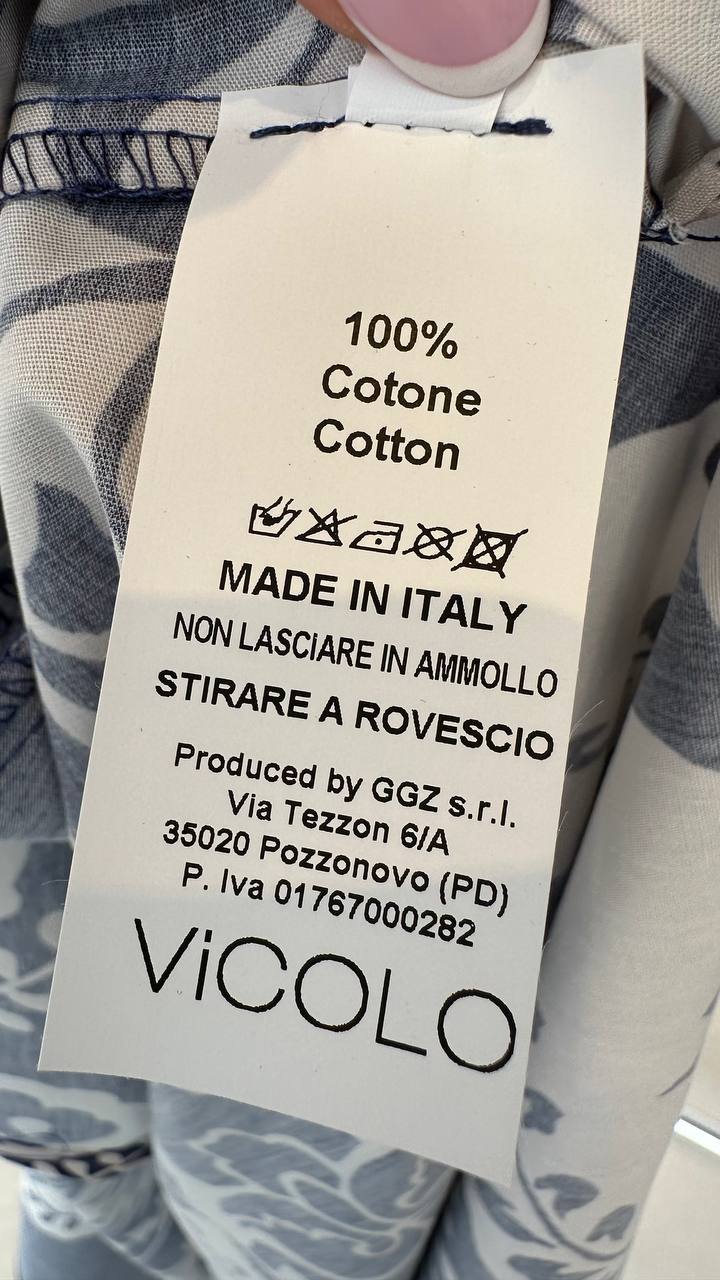 100%
Cotone
Cotton
MADE IN ITALY
NON LASCiARE IN AMMOLLO
STIRARE A ROVESCIO
Produced by GGZ s.r.l.
Via Tezzon 6/A
35020 Pozzonovo (PD)
P. Iva 01767000282
ViCOLO